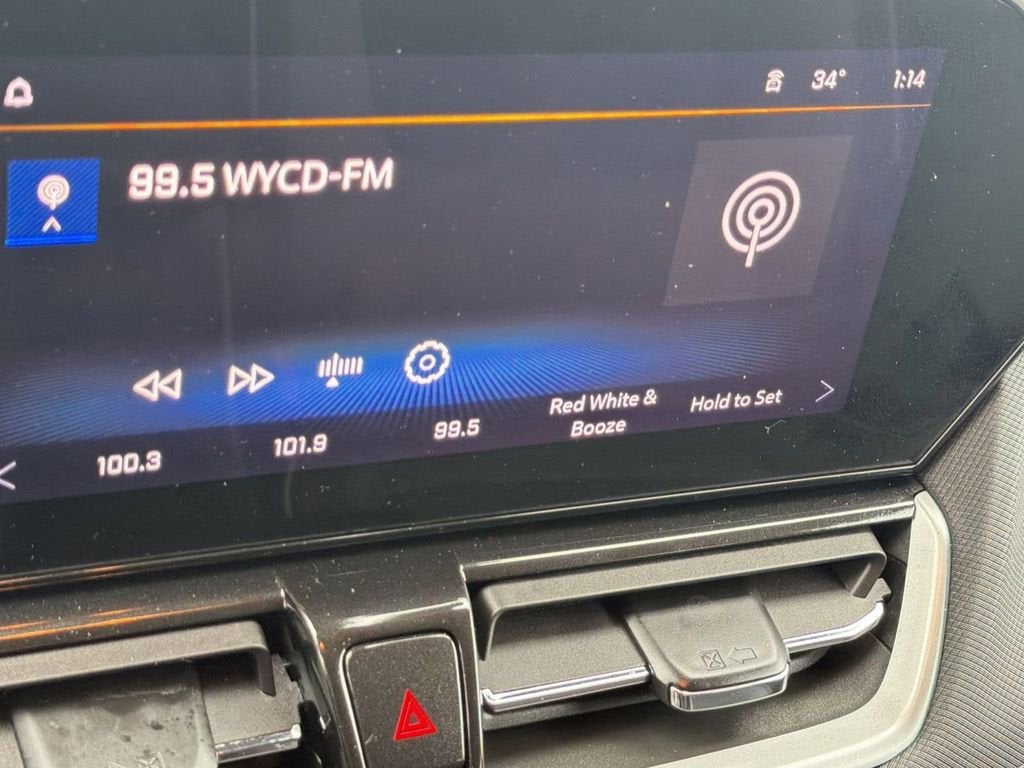 34° 1:14
99.5 WYCD-FM
100.3 101.9 99.5 Red White & Hold to Set
Booze